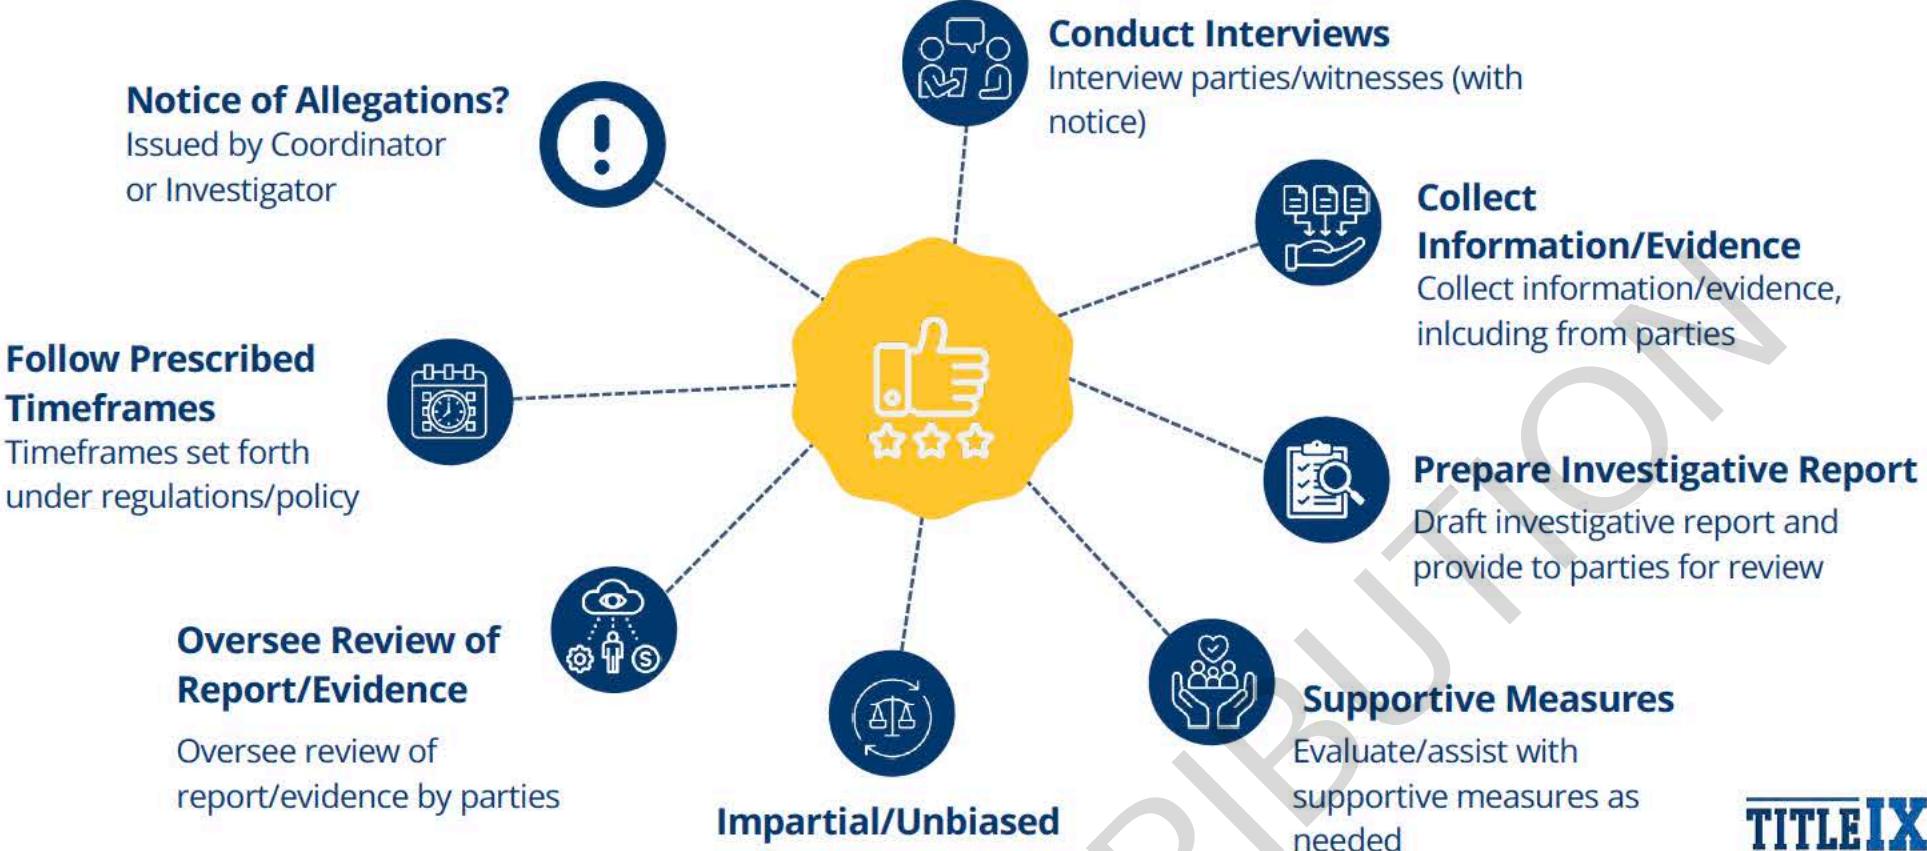 Conduct Interviews
Interview parties/witnesses (with
notice)
Notice of Allegations?
Issued by Coordinator
or Investigator
Collect
Information/Evidence
Collect information/evidence,
inlcuding from parties
Follow Prescribed
Timeframes
Timeframes set forth
under regulations/policy
Prepare Investigative Report
Draft investigative report and
provide to parties for review
Oversee Review of
Report/Evidence
Oversee review of
report/evidence by parties
Impartial/Unbiased
Supportive Measures
Evaluate/assist with
supportive measures as
needed
TITLE IX
RIBUTION